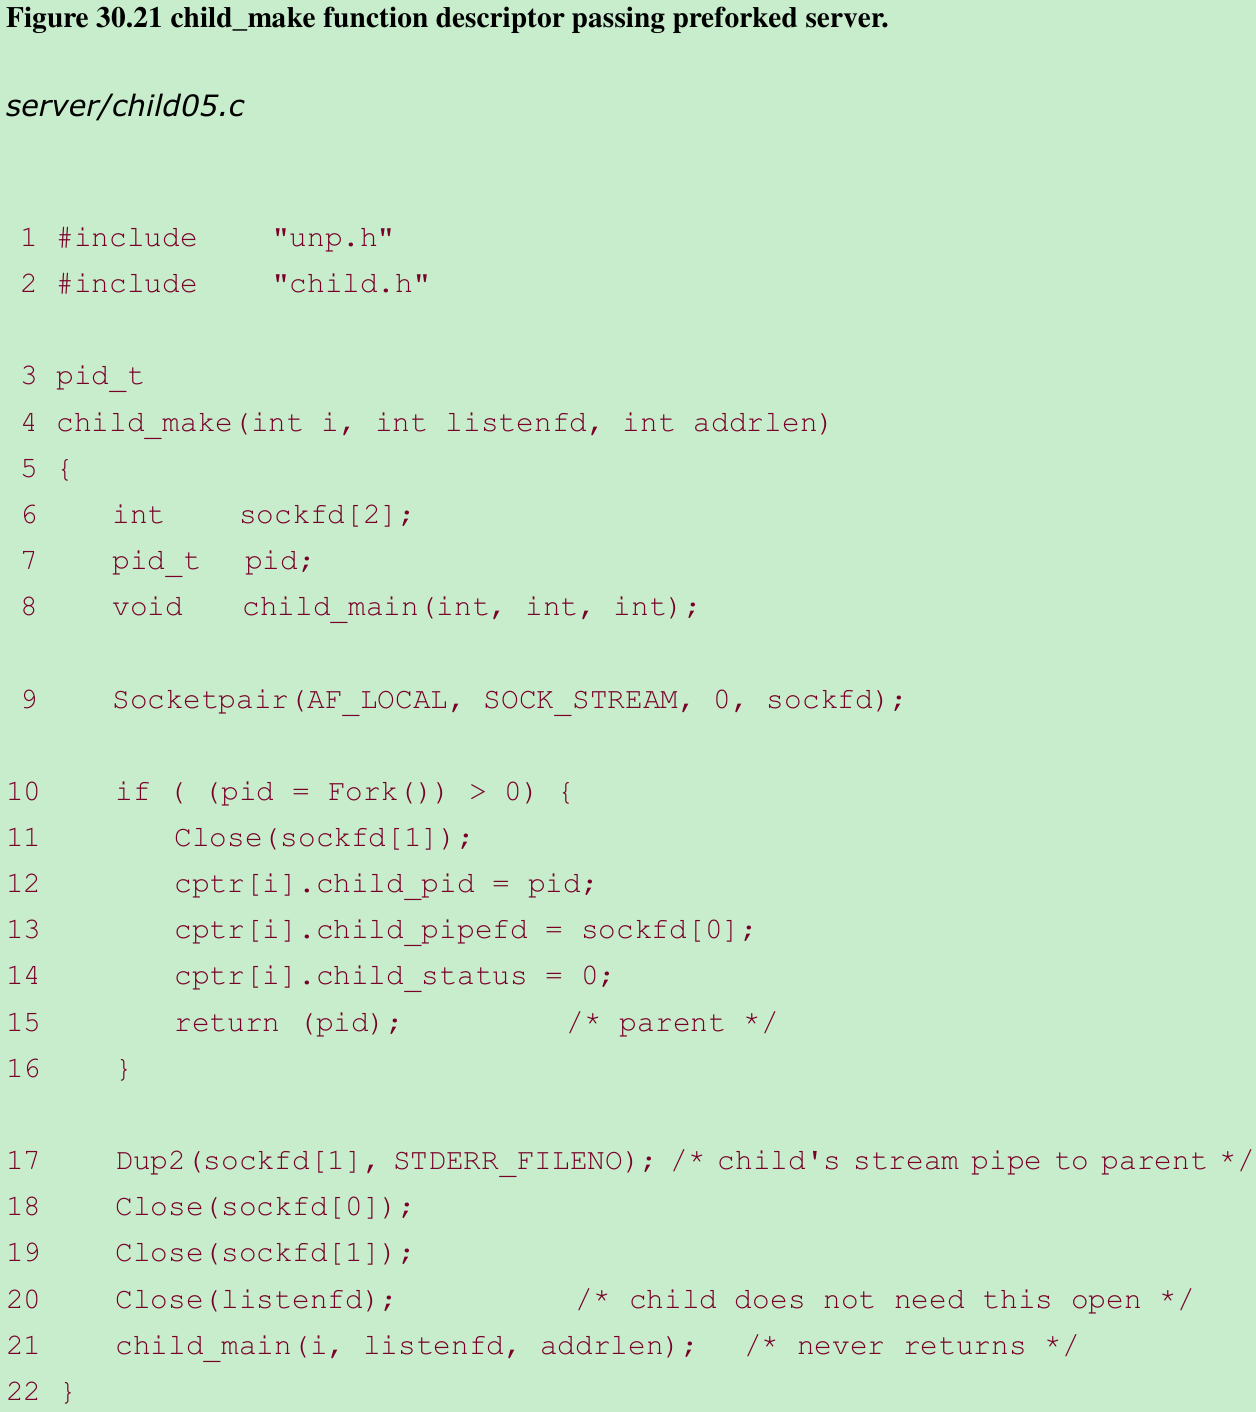 Figure 30.21 child_make function descriptor passing preforked server.
server/child05.c
1 #include    "unp.h"
2 #include    "child.h"
3 pid_t
4 child_make(int i, int listenfd, int addrlen)
5 {
6     int     sockfd[2];
7     pid_t   pid;
8     void    child_main(int, int, int);
9     Socketpair(AF_LOCAL, SOCK_STREAM, 0, sockfd);
10     if ( (pid = Fork()) > 0) {
11         Close(sockfd[1]);
12         cptr[i].child_pid = pid;
13         cptr[i].child_pipefd = sockfd[0];
14         cptr[i].child_status = 0;
15         return (pid);          /* parent */
16     }
17     Dup2(sockfd[1], STDERR_FILENO); /* child's stream pipe to parent */
18     Close(sockfd[0]);
19     Close(sockfd[1]);
20     Close(listenfd);           /* child does not need this open */
21     child_main(i, listenfd, addrlen);   /* never returns */
22 }